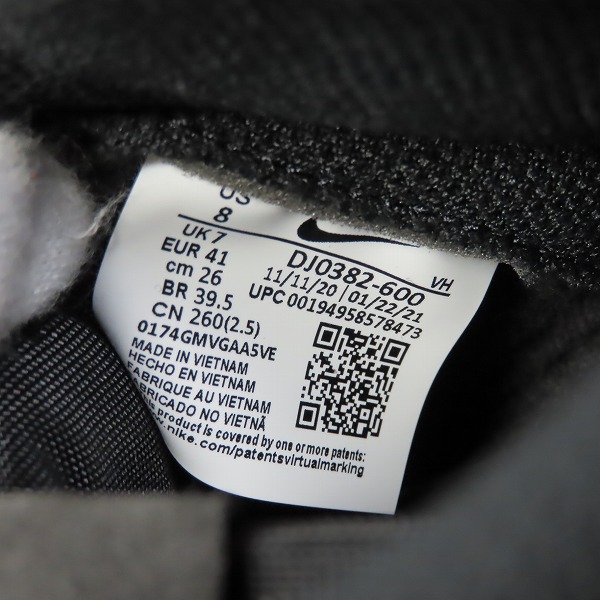 US
8
UK 7
EUR 41
cm 26
BR 39.5
CN 260(2.5)
0174GMVGAA5VE
MADE IN VIETNAM
HECHO EN VIETNAM
FABRIQUE AU VIETNAM
FABRICADO NO VIETNÃ
product is covered by one or more patents:
www.nike.com/patentsvirtualmarking
VH
DJ0382-600
11/11/20 | 01/22/21
UPC 00194958578473